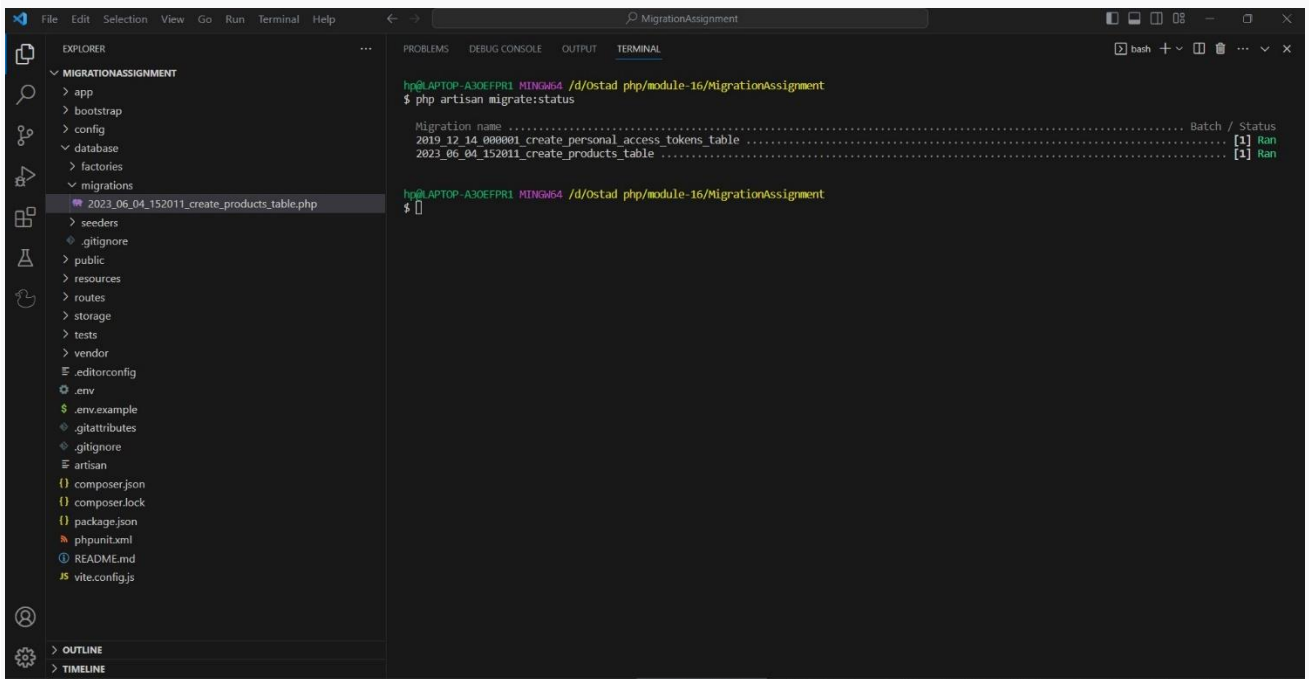 File Edit Selection View Go Run Terminal Help
MigrationAssignment
EXPLORER
MIGRATIONASSIGNMENT
app
bootstrap
config
database
factories
migrations
2023_06_04_152011_create_products_table.php
seeders
.gitignore
public
resources
routes
storage
tests
vendor
.editorconfig
.env
$ .env.example
.gitattributes
.gitignore
artisan
{} composer.json
{} composer.lock
{} package.json
phpunit.xml
README.md
JS vite.config.js
OUTLINE
TIMELINE
PROBLEMS DEBUG CONSOLE OUTPUT TERMINAL
bash
hp@LAPTOP-A3OEFPR1 MINGW64 /d/Ostad php/module-16/MigrationAssignment
$ php artisan migrate:status
Migration name ........ Batch / Status
2019_12_14_000001_create_personal_access_tokens_table ........ [1] Ran
2023_06_04_152011_create_products_table ........ [1] Ran
hp@LAPTOP-A3OEFPR1 MINGW64 /d/Ostad php/module-16/MigrationAssignment
$